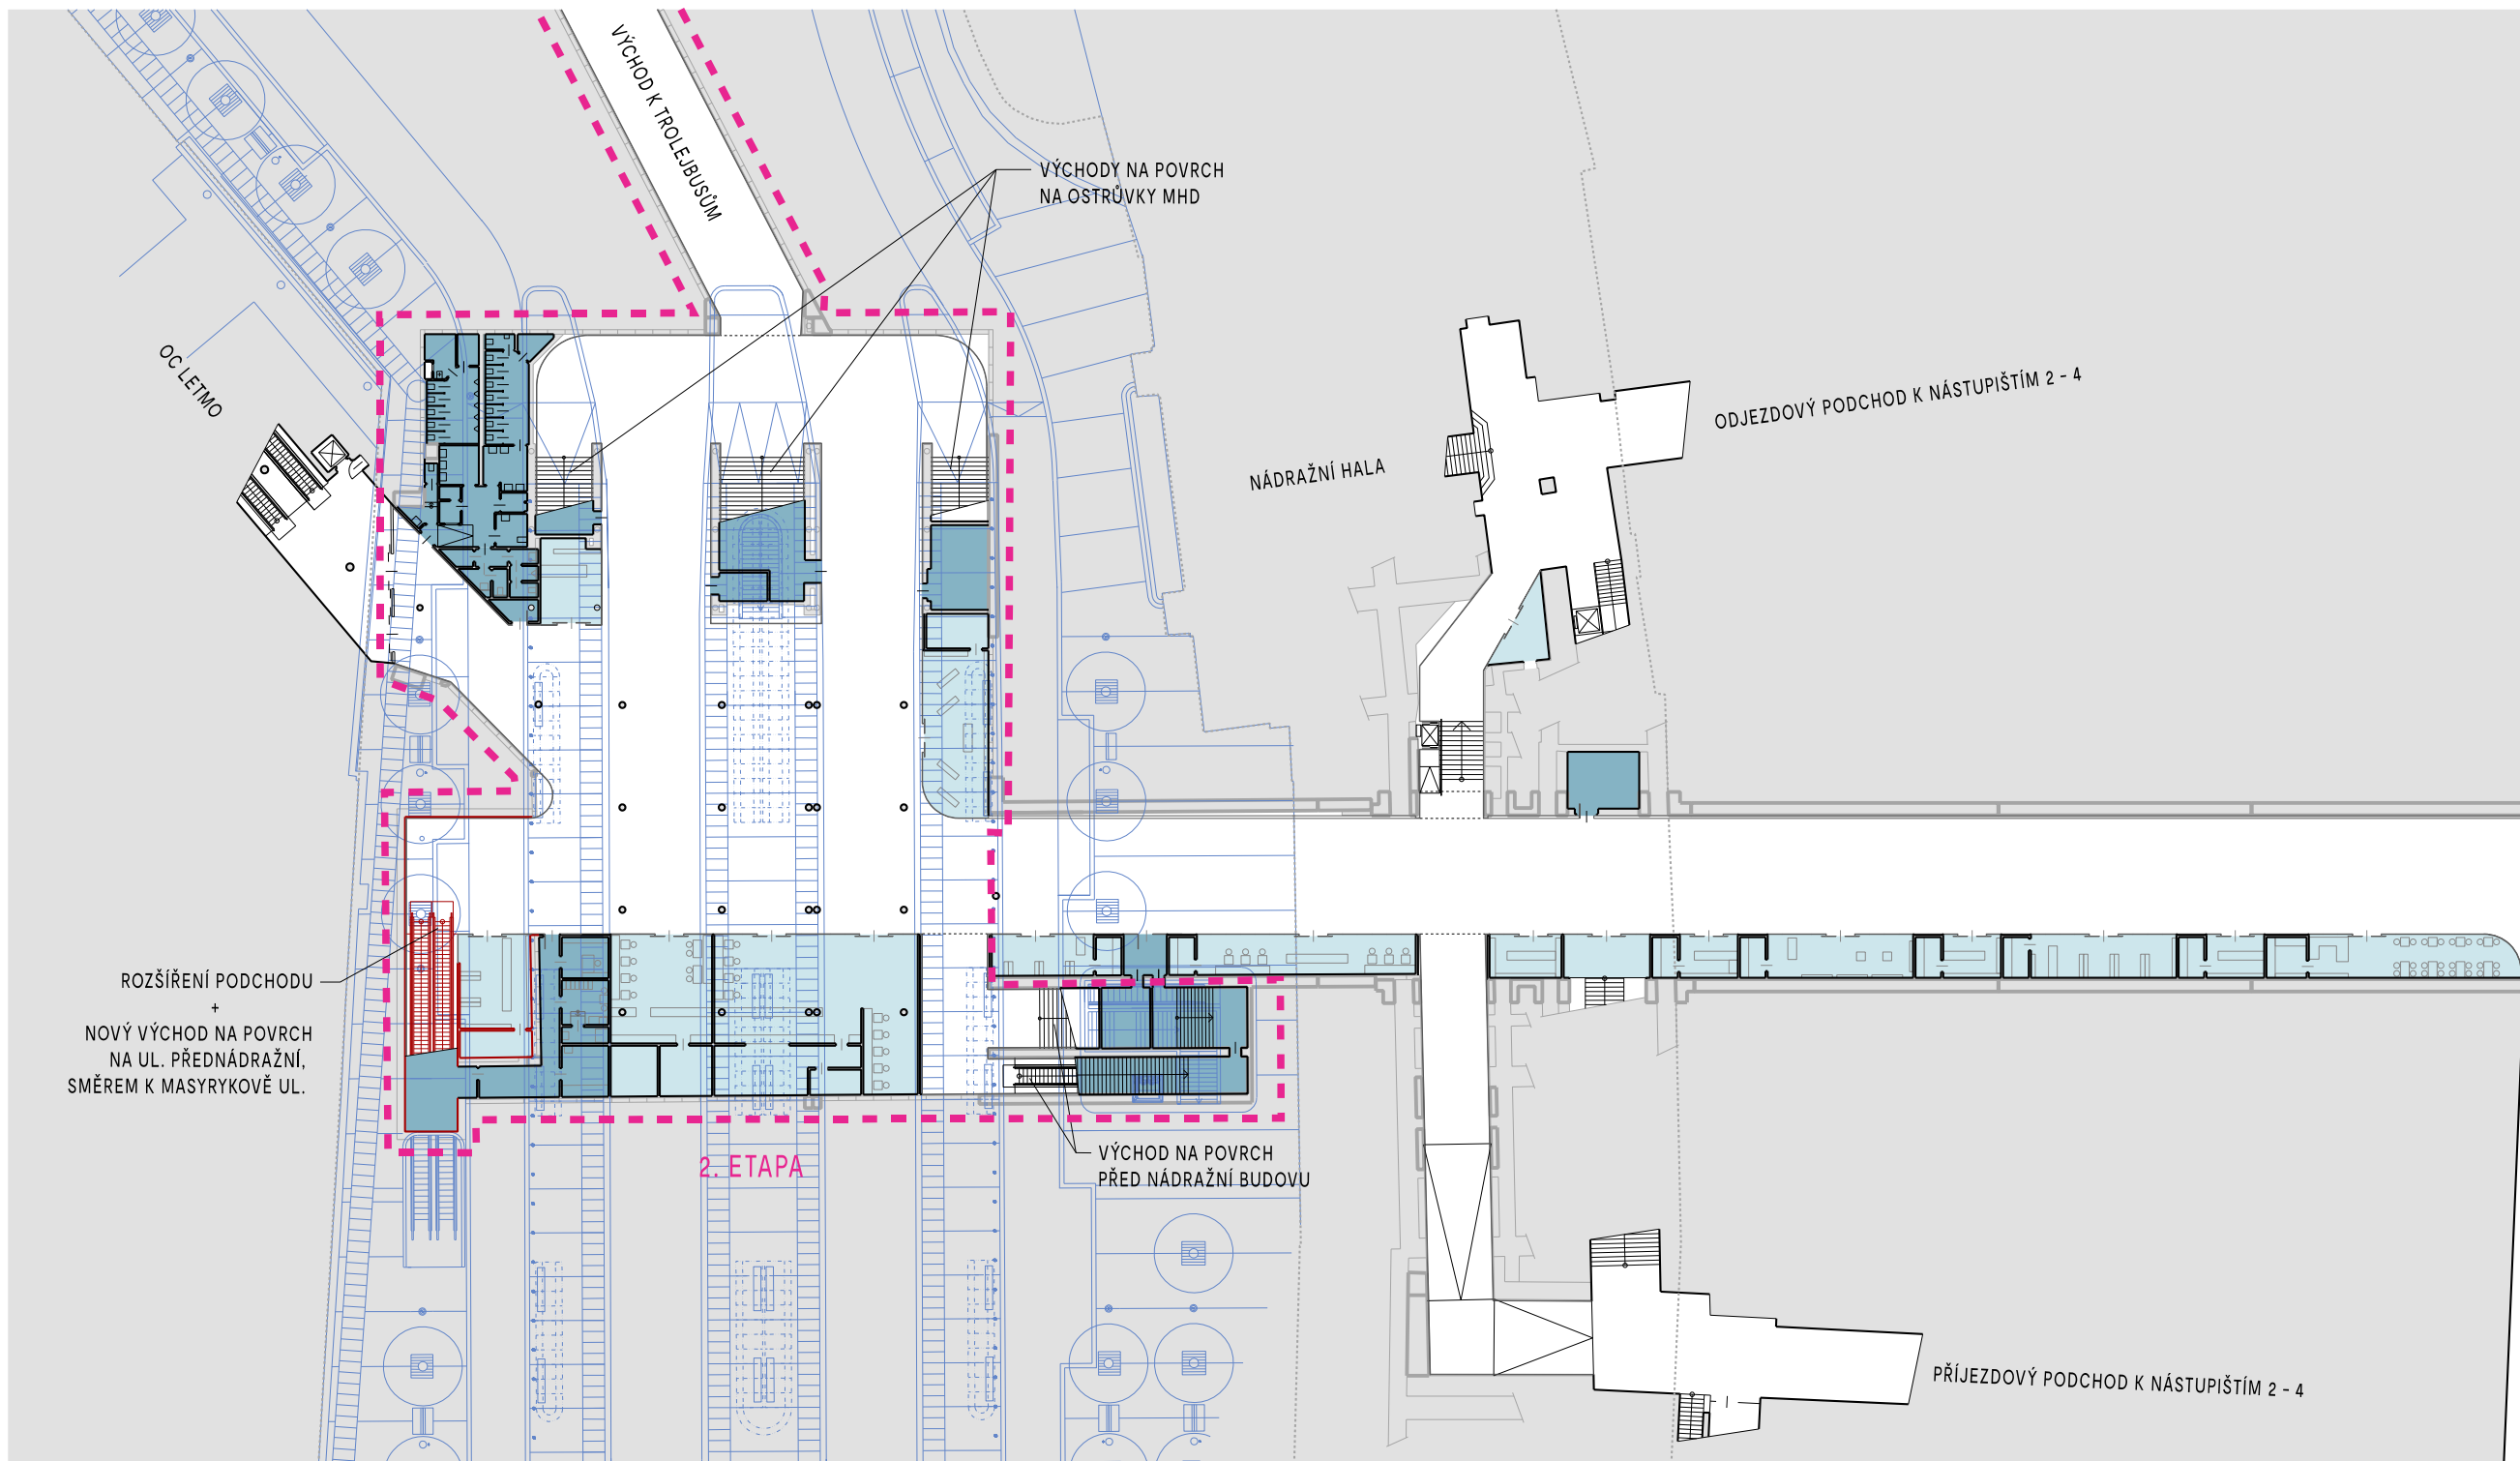 VÝCHOD K TROLEJBUSŮM
VÝCHODY NA POVRCH
NA OSTRŮVKY MHD
OC LETMO
ODJEZDOVÝ PODCHOD K NÁSTUPIŠTÍM 2 - 4
NÁDRAŽNÍ HALA
ROZŠÍŘENÍ PODCHODU
+
NOVÝ VÝCHOD NA POVRCH
NA UL. PŘEDNÁDRAŽNÍ,
SMĚREM K MASYRYKOVĚ UL.
VÝCHOD NA POVRCH
PŘED NÁDRAŽNÍ BUDOVU
2. ETAPA
PŘÍJEZDOVÝ PODCHOD K NÁSTUPIŠTÍM 2 - 4